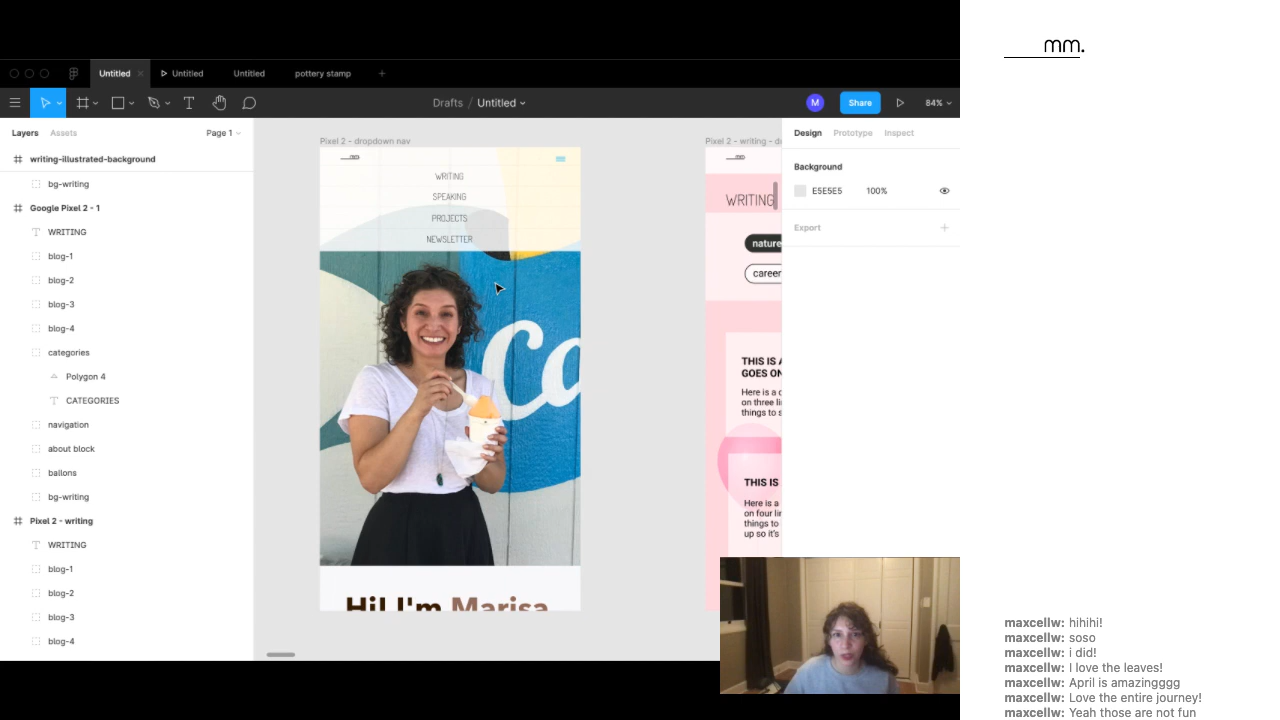 mm.
Untitled
Untitled
Untitled
pottery stamp
Drafts / Untitled
M
Share
84%
Layers
Assets
Page 1
writing-illustrated-background
bg-writing
Google Pixel 2 - 1
WRITING
blog-1
blog-2
blog-3
blog-4
categories
Polygon 4
CATEGORIES
navigation
about block
ballons
bg-writing
Pixel 2 - writing
WRITING
blog-1
blog-2
blog-3
blog-4
Pixel 2 - dropdown nav
WRITING
SPEAKING
PROJECTS
NEWSLETTER
Co
Hi! I'm Marisa
Pixel 2 - writing - d
WRITING
nature
career
THIS IS A
GOES ON
Here is a
on three lin
things to s
THIS IS
Here is a
on four lin
things to
up so it's
Design
Prototype
Inspect
Background
E5E5E5
100%
Export
maxcellw: hihihi!
maxcellw: soso
maxcellw: i did!
maxcellw: I love the leaves!
maxcellw: April is amazingggg
maxcellw: Love the entire journey!
maxcellw: Yeah those are not fun